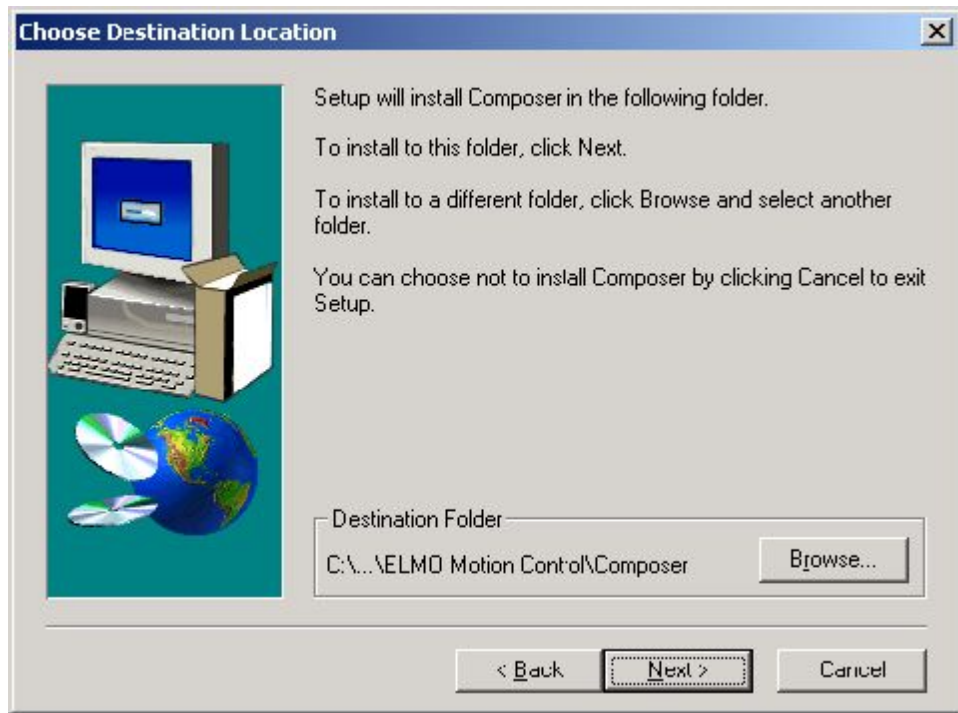 Choose Destination Location
Setup will install Composer in the following folder.
To install to this folder, click Next.
To install to a different folder, click Browse and select another
folder.
You can choose not to install Composer by clicking Cancel to exit
Setup.
Destination Folder
C:\...\ELMO Motion Control\Composer
Browse...
< Back
Next >
Cancel